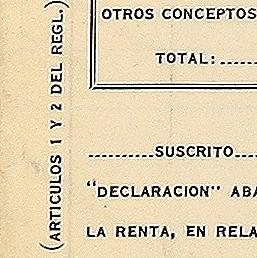 OTROS CONCEPTOS
TOTAL:......
..........SUSCRITO....
"DECLARACION" ABA
LA RENTA, EN RELA
(ARTICULOS 1 Y 2 DEL REGL.)